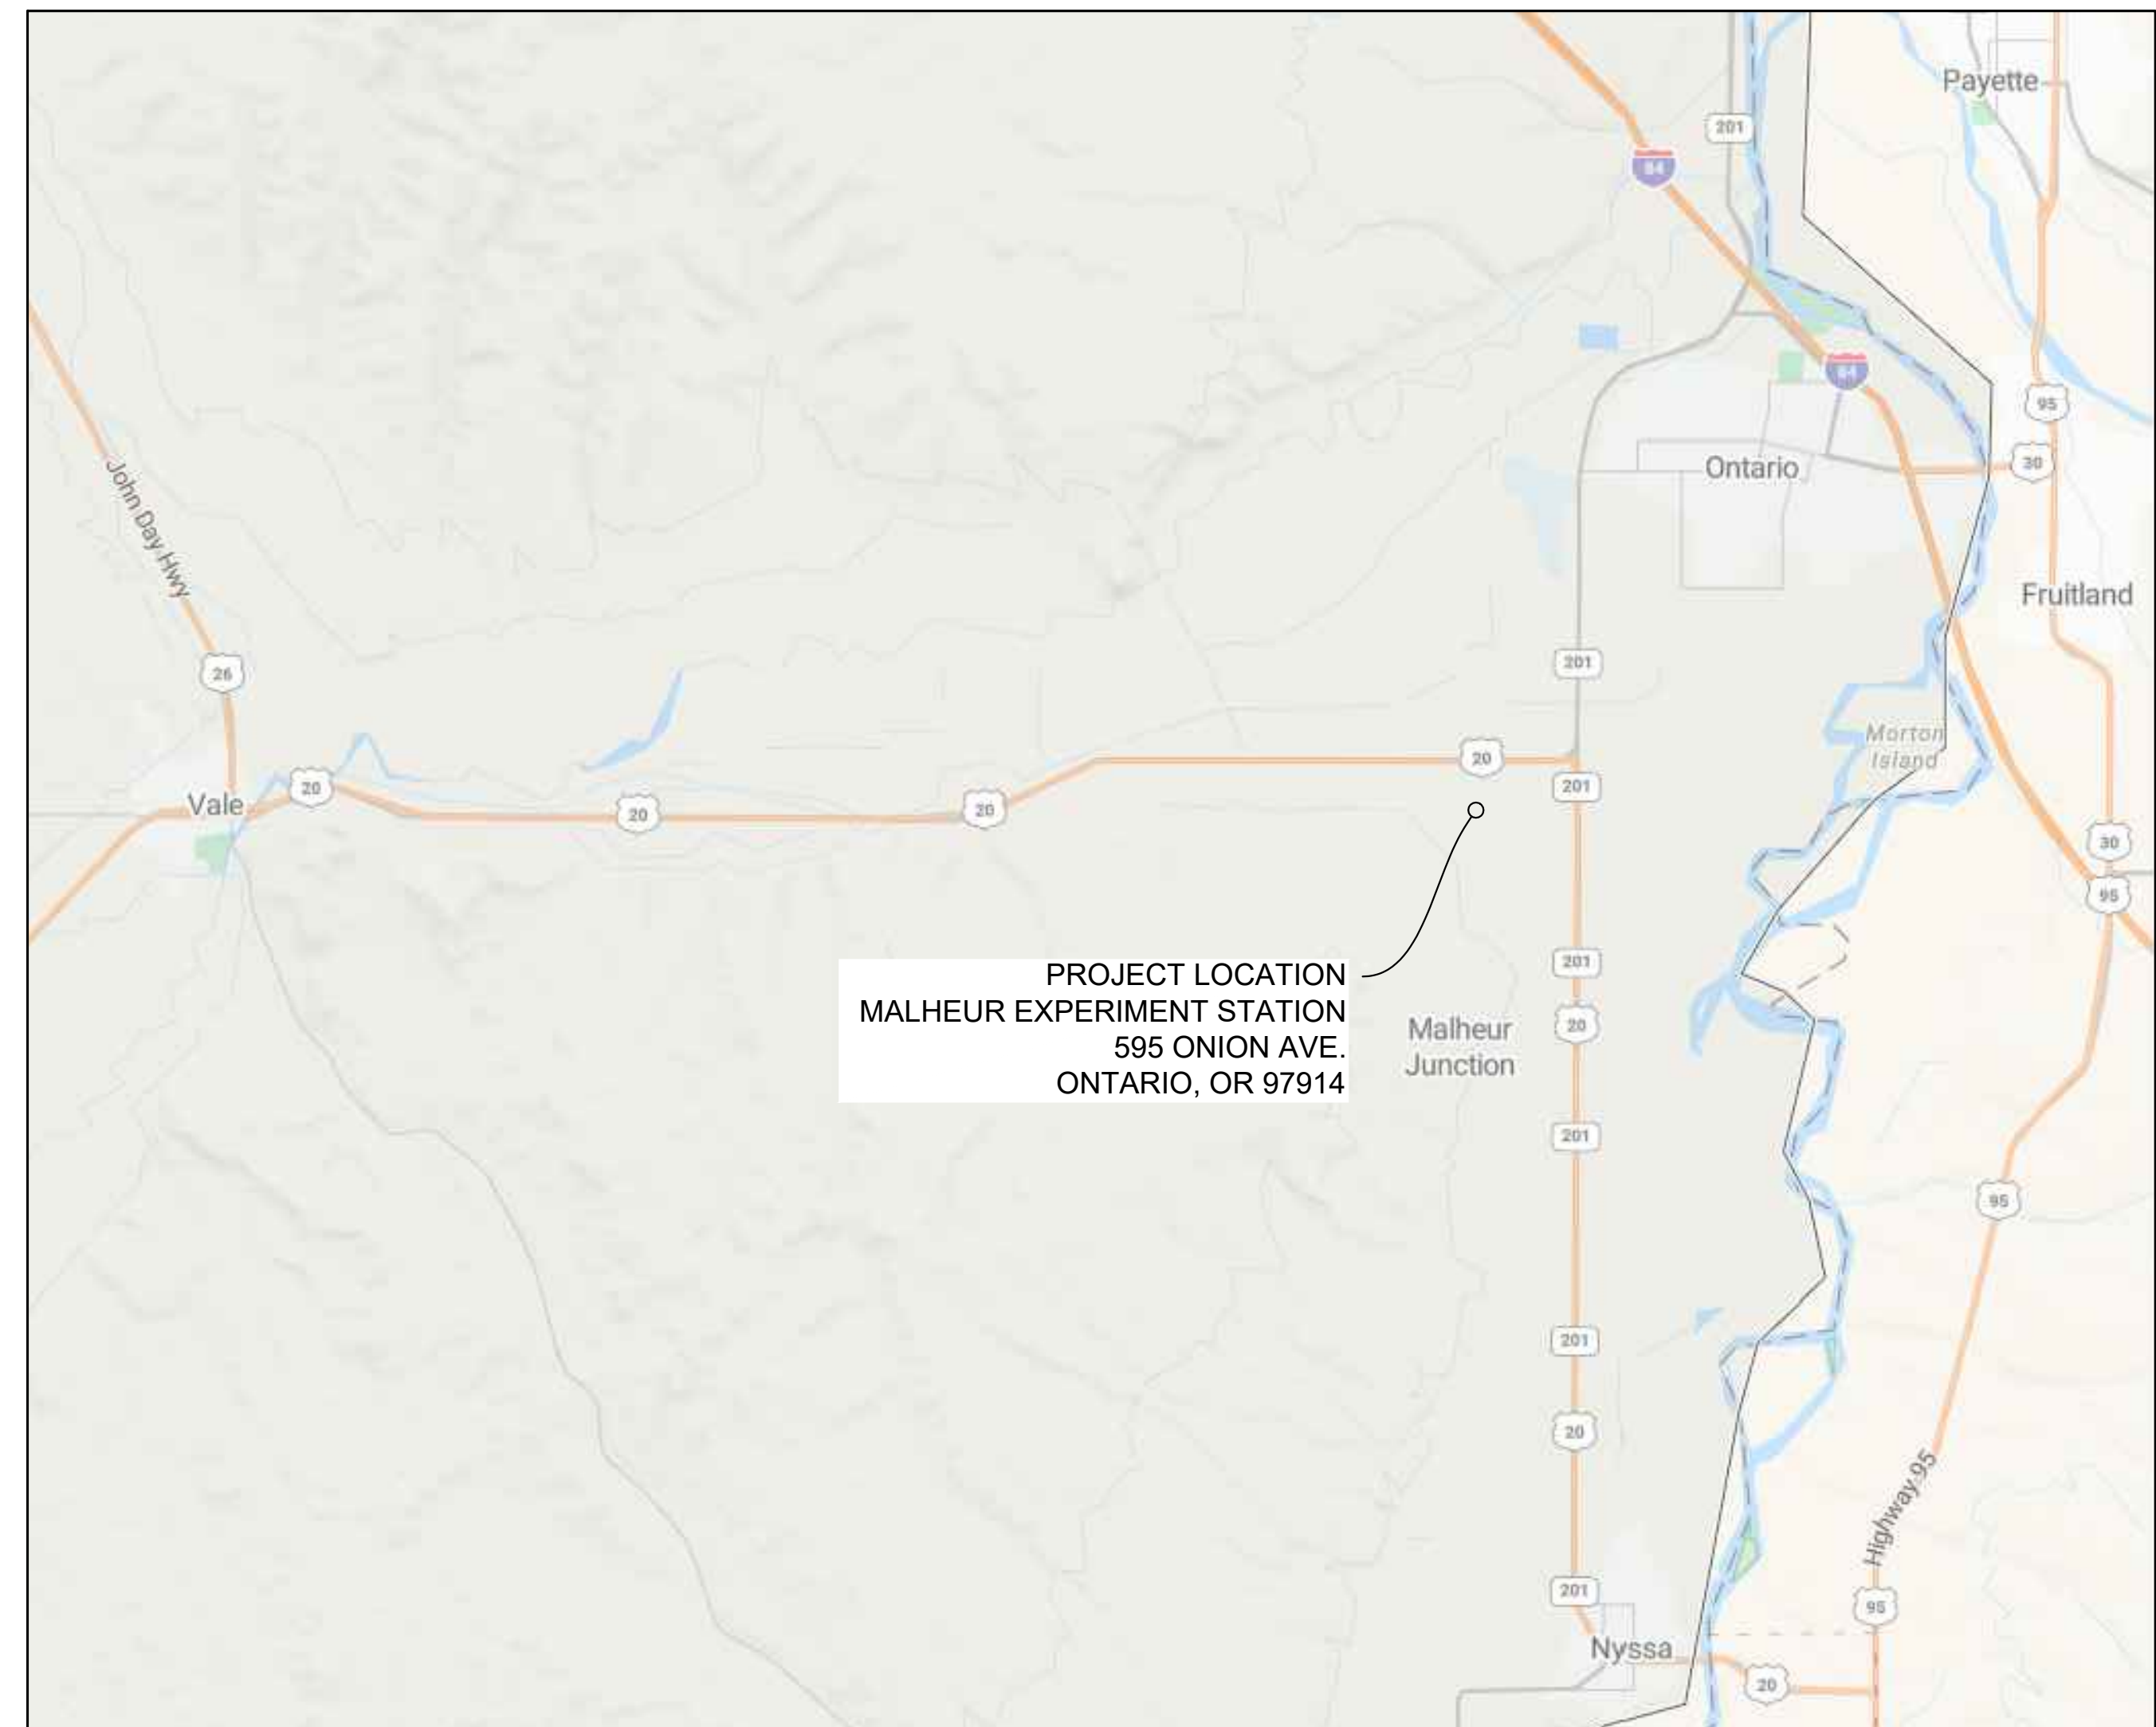 Payette
201
84
84
95
John Day Hwy
Ontario
30
Fruitland
26
201
Morton
Island
20
201
20
Vale
20
20
30
95
PROJECT LOCATION
MALHEUR EXPERIMENT STATION
595 ONION AVE.
ONTARIO, OR 97914
201
Malheur
Junction
20
201
95
201
20
Highway 95
201
95
Nyssa
20